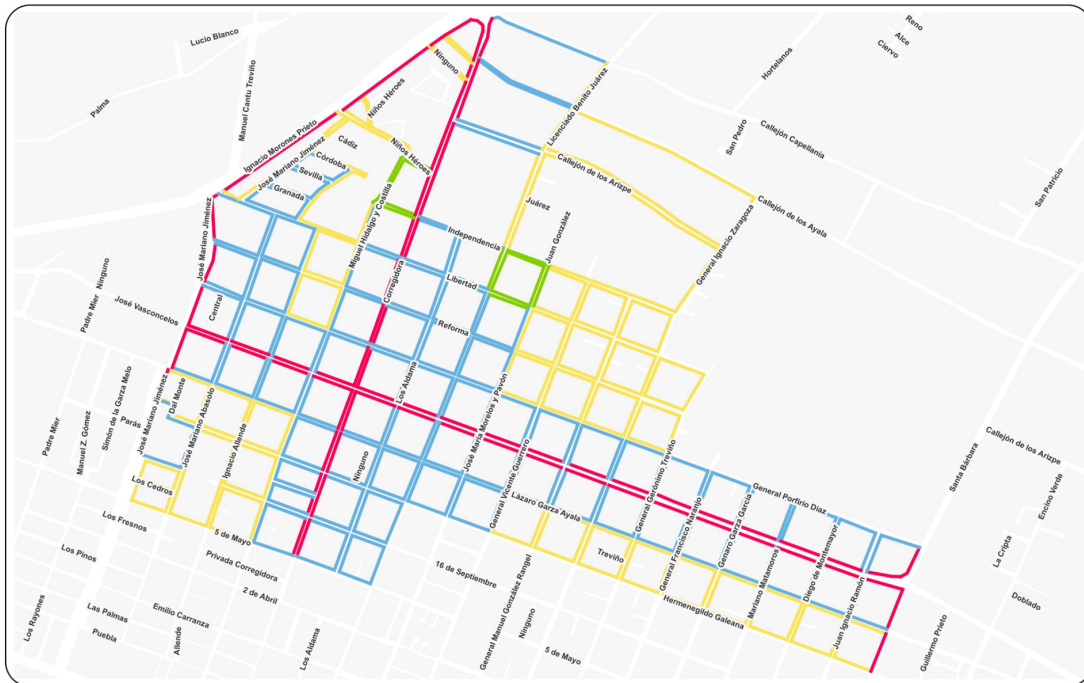 Reno
Alce
Ciervo
Lucio Blanco
Hortelanos
Palma
Manuel Cantu Treviño
Ninguno
Niños Héroes
Licenciado Benito Juárez
San Pedro
Callejón Capellania
Ignacio Morones Prieto
Cádiz
Niños Héroes
José Mariano Jiménez
Córdoba
Sevilla
Granada
Callejón de los Arizpe
San Patricio
Callejón de los Ayala
Juárez
Miguel Hidalgo y Costilla
Independencia
Juan González
General Ignacio Zaragoza
José Mariano Jiménez
Ninguno
Padre Mier
José Vasconcelos
Central
Corregidora
Libertad
Reforma
Los Aldama
José María Morelos y Pavón
Simón de la Garza Melo
Manuel Z. Gómez
Padre Mier
Parás
José Mariano Jiménez
Dal Monte
José Mariano Abasolo
Ignacio Allende
Ninguno
General Vicente Guerrero
General Gerónimo Treviño
Callejón de los Arizpe
Santa Bárbara
Encino Verde
Los Cedros
Lázaro Garza Ayala
General Francisco Naranjo
Genaro Garza García
General Porfirio Díaz
Los Fresnos
5 de Mayo
Treviño
Mariano Matamoros
Diego de Montemayor
Juan Ignacio Ramón
La Cripta
Los Pinos
Privada Corregidora
2 de Abril
16 de Septiembre
General Manuel González Rangel
Ninguno
Hermenegildo Galeana
Doblado
Guillermo Prieto
Los Rayones
Las Palmas
Puebla
Emilio Carranza
Allende
Los Aldama
5 de Mayo